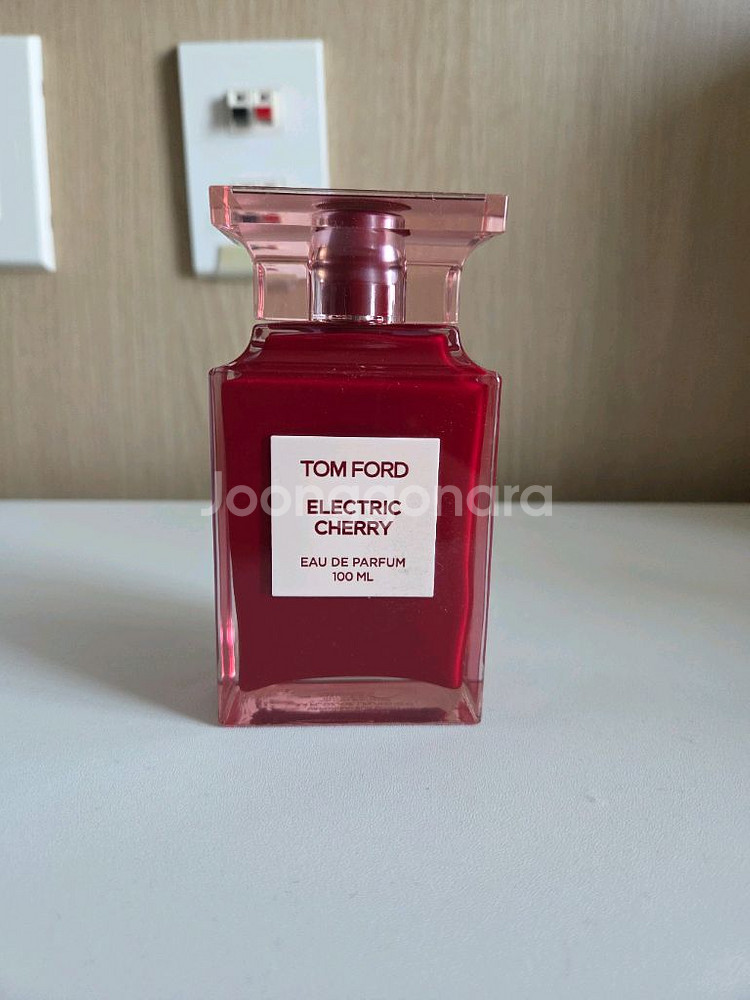 TOM FORD
Joonggonara
ELECTRIC
CHERRY
EAU DE PARFUM
100 ML